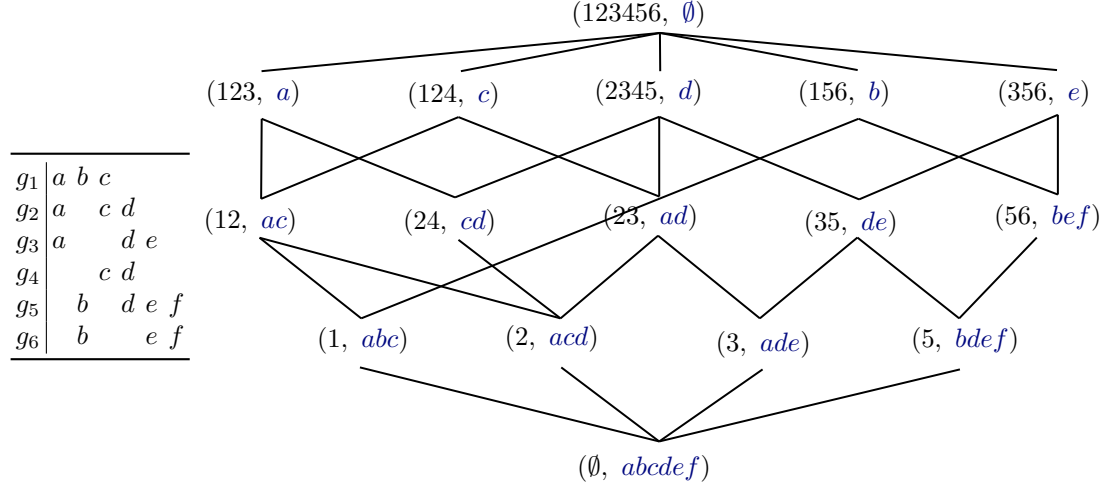 (123456, ∅)
(123, a) (124, c) (2345, d) (156, b) (356, e)
g1 a b c
g2 a c d
g3 a d e
g4 c d
g5 b d e f
g6 b e f
(12, ac) (24, cd) (23, ad) (35, de) (56, bef)
(1, abc) (2, acd) (3, ade) (5, bdef)
(∅, abcdef)